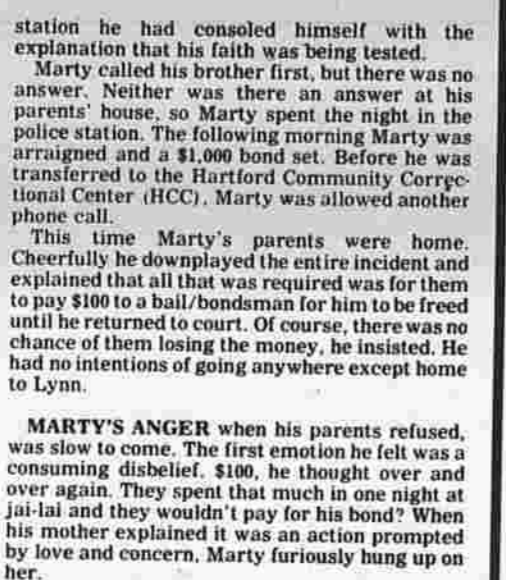 station he had consoled himself with the
explanation that his faith was being tested.
Marty called his brother first, but there was no
answer. Neither was there an answer at his
parents' house, so Marty spent the night in the
police station. The following morning Marty was
arraigned and a $1,000 bond set. Before he was
transferred to the Hartford Community Correc-
tional Center (HCC), Marty was allowed another
phone call.
This time Marty's parents were home.
Cheerfully he downplayed the entire incident and
explained that all that was required was for them
to pay $100 to a bail/bondsman for him to be freed
until he returned to court. Of course, there was no
chance of them losing the money, he insisted. He
had no intentions of going anywhere except home
to Lynn.
MARTY'S ANGER when his parents refused,
was slow to come. The first emotion he felt was a
consuming disbelief. $100, he thought over and
over again. They spent that much in one night at
jai-lai and they wouldn't pay for his bond? When
his mother explained it was an action prompted
by love and concern, Marty furiously hung up on
her.